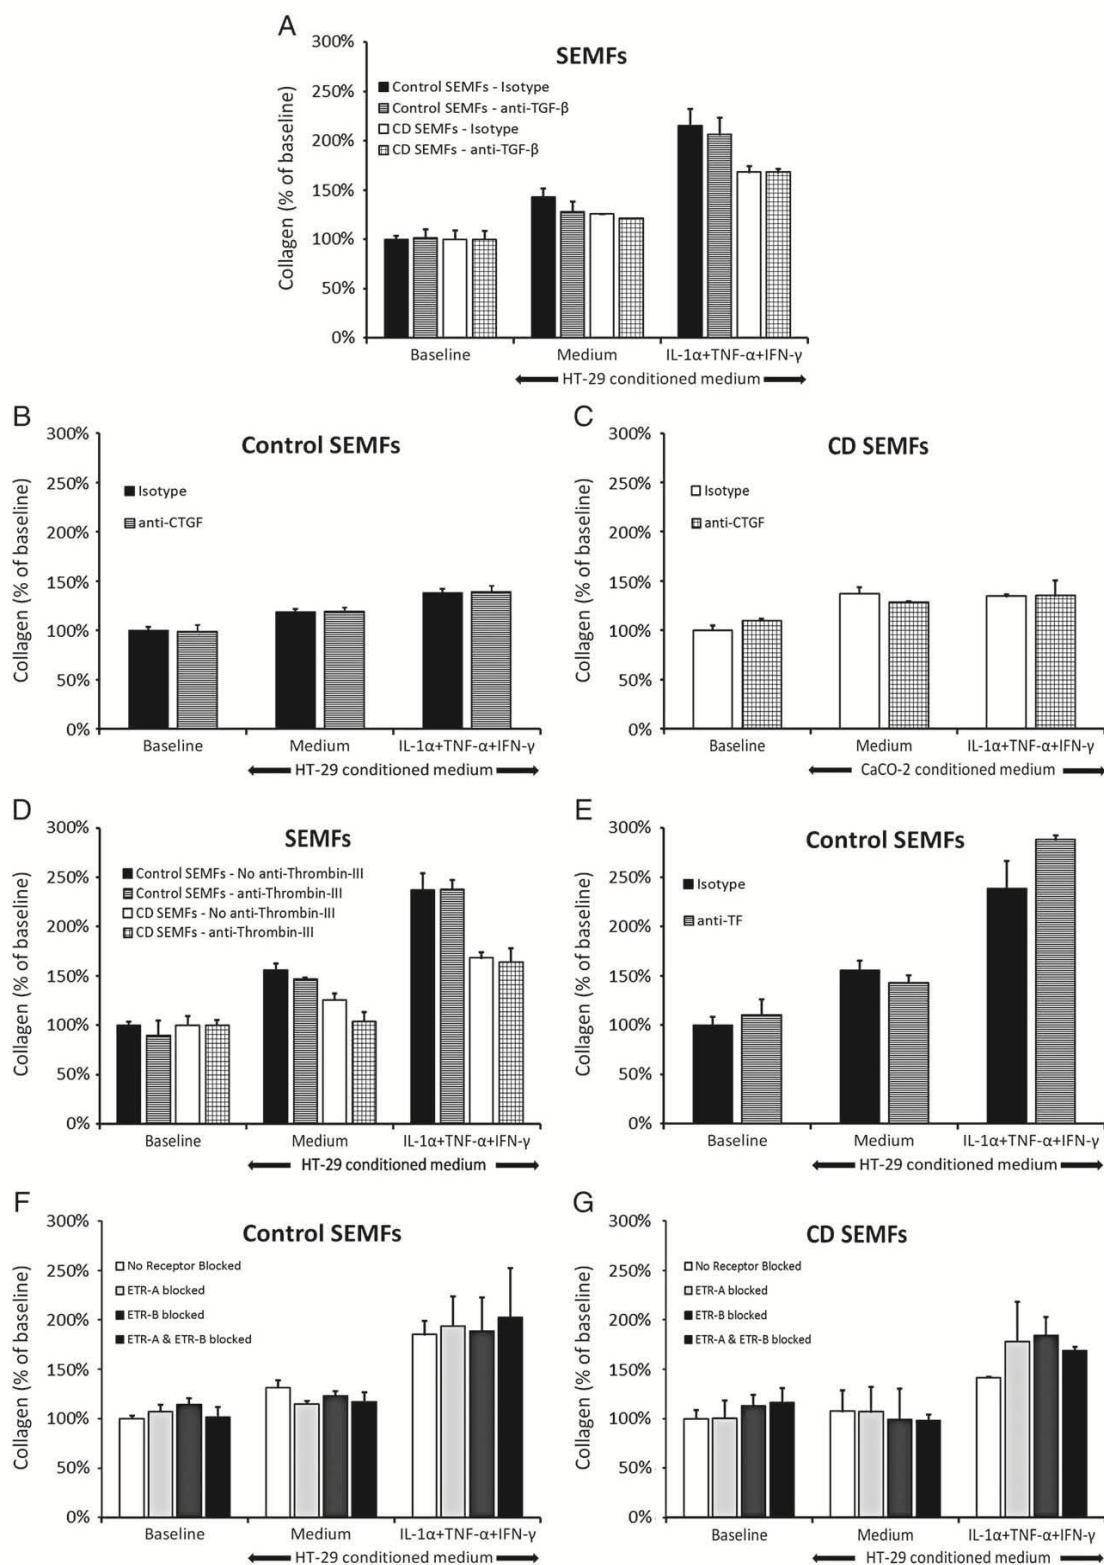 A
SEMFs
Collagen (% of baseline)
300%
250%
200%
150%
100%
50%
0%
Control SEMFs - Isotype
Control SEMFs - anti-TGF-β
CD SEMFs - Isotype
CD SEMFs - anti-TGF-β
Baseline Medium IL-1α+TNF-α+IFN-γ
HT-29 conditioned medium
B
Control SEMFs
Collagen (% of baseline)
300%
250%
200%
150%
100%
50%
0%
Isotype
anti-CTGF
Baseline Medium IL-1α+TNF-α+IFN-γ
HT-29 conditioned medium
C
CD SEMFs
Collagen (% of baseline)
300%
250%
200%
150%
100%
50%
0%
Isotype
anti-CTGF
Baseline Medium IL-1α+TNF-α+IFN-γ
CaCO-2 conditioned medium
D
SEMFs
Collagen (% of baseline)
300%
250%
200%
150%
100%
50%
0%
Control SEMFs - No anti-Thrombin-III
Control SEMFs - anti-Thrombin-III
CD SEMFs - No anti-Thrombin-III
CD SEMFs - anti-Thrombin-III
Baseline Medium IL-1α+TNF-α+IFN-γ
HT-29 conditioned medium
E
Control SEMFs
Collagen (% of baseline)
300%
250%
200%
150%
100%
50%
0%
Isotype
anti-TF
Baseline Medium IL-1α+TNF-α+IFN-γ
HT-29 conditioned medium
F
Control SEMFs
Collagen (% of baseline)
300%
250%
200%
150%
100%
50%
0%
No Receptor Blocked
ETR-A blocked
ETR-B blocked
ETR-A & ETR-B blocked
Baseline Medium IL-1α+TNF-α+IFN-γ
HT-29 conditioned medium
G
CD SEMFs
Collagen (% of baseline)
300%
250%
200%
150%
100%
50%
0%
No Receptor Blocked
ETR-A blocked
ETR-B blocked
ETR-A & ETR-B blocked
Baseline Medium IL-1α+TNF-α+IFN-γ
HT-29 conditioned medium